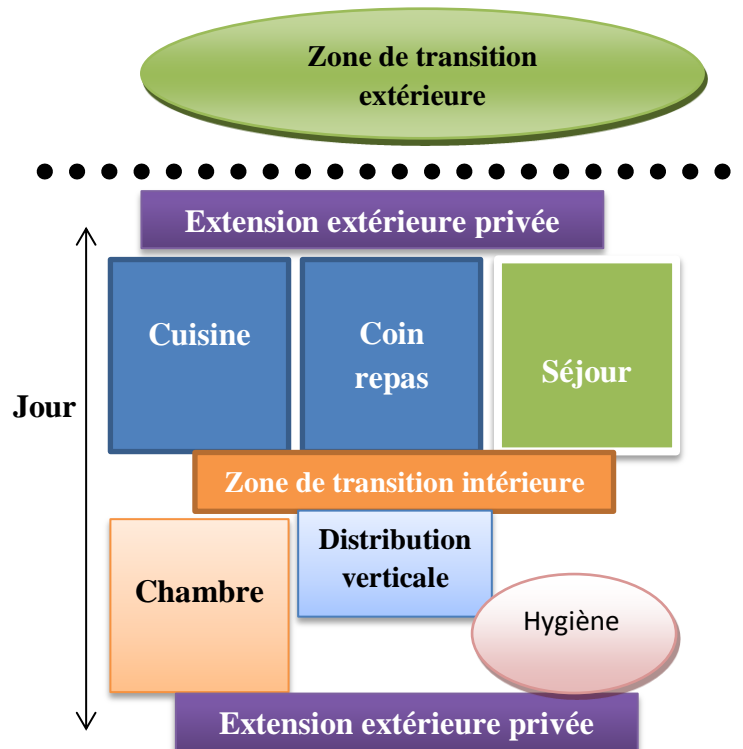 Zone de transition
extérieure
Extension extérieure privée
Cuisine
Coin
repas
Séjour
Jour
Zone de transition intérieure
Distribution
verticale
Chambre
Hygiène
Extension extérieure privée